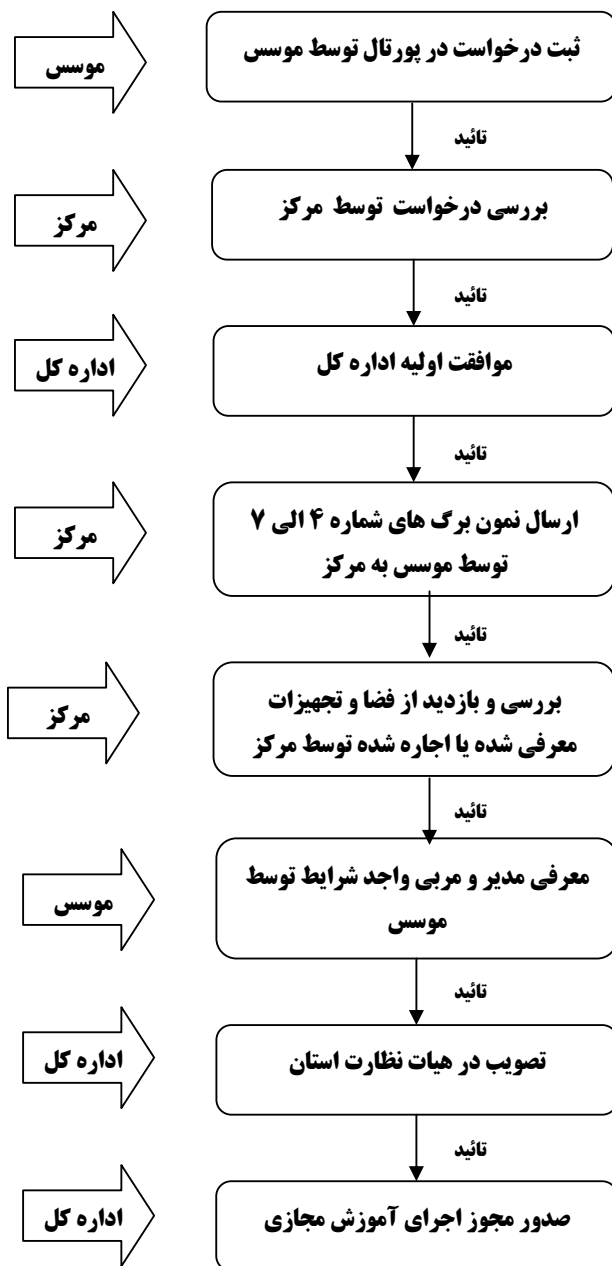 موسس
ثبت درخواست در پورتال توسط موسس
تائید
مرکز
بررسی درخواست توسط مرکز
تائید
اداره کل
موافقت اولیه اداره کل
تائید
مرکز
ارسال نمون برگ های شماره ۴ الی ۷
توسط موسس به مرکز
تائید
مرکز
بررسی و بازدید از فضا و تجهیزات
معرفی شده یا اجاره شده توسط مرکز
تائید
موسس
معرفی مدیر و مربی واجد شرایط توسط
موسس
تائید
اداره کل
تصویب در هیات نظارت استان
تائید
اداره کل
صدور مجوز اجرای آموزش مجازی